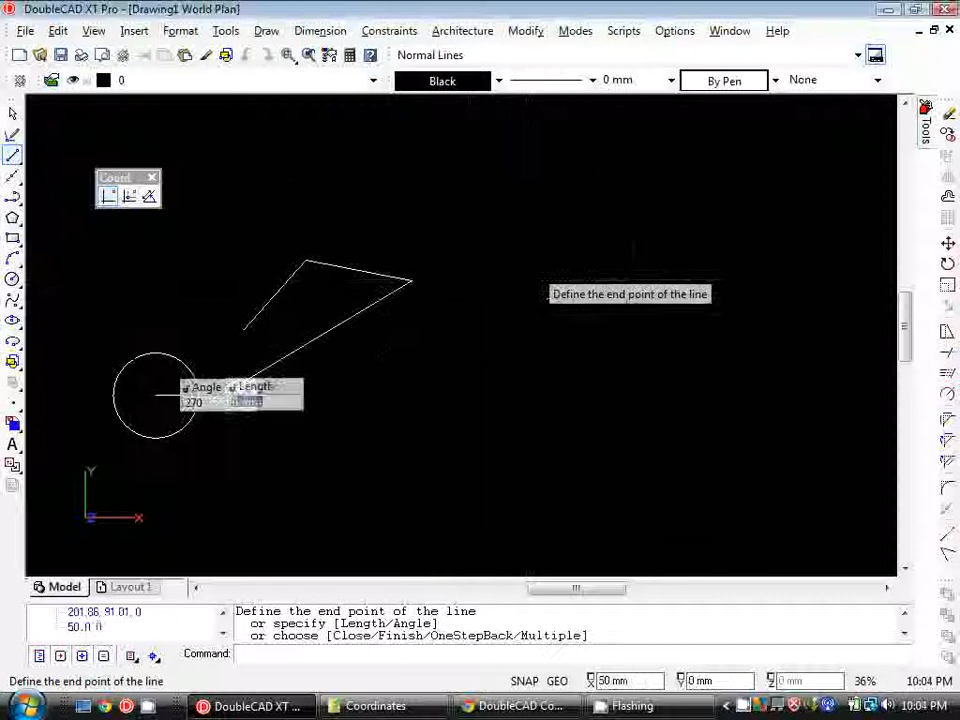 DoubleCAD XT Pro - [Drawing1 World Plan]
File Edit View Insert Format Tools Draw Dimension Constraints Architecture Modify Modes Scripts Options Window Help
Normal Lines
0 Black 0 mm By Pen None
Tools
Coord
Define the end point of the line
Angle Length
270
Y
X
Model Layout 1
201.86, 91.01, 0
50.0
Define the end point of the line
or specify [Length/Angle]
or choose [Close/Finish/OneStepBack/Multiple]
Command:
Define the end point of the line SNAP GEO X 50 mm Y 0 mm Z 0 mm 36% 10:04 PM
DoubleCAD XT ... Coordinates DoubleCAD Co... Flashing 10:04 PM